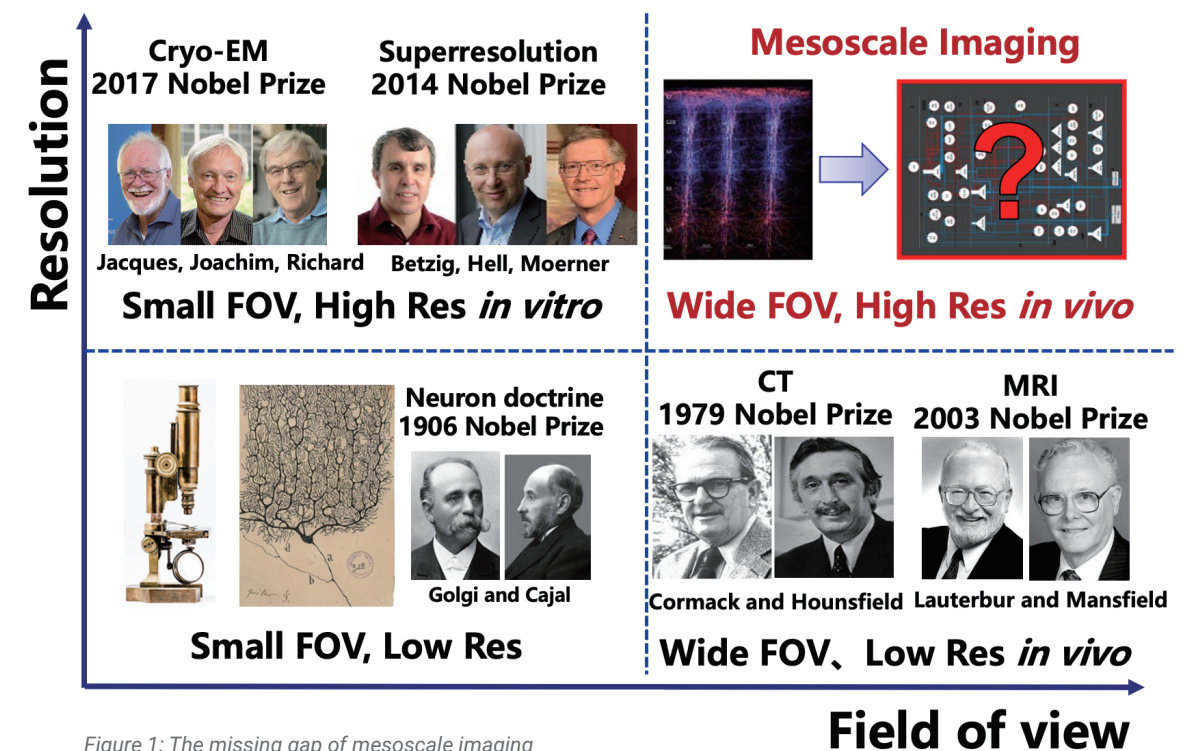 Resolution
Cryo-EM
2017 Nobel Prize
Jacques, Joachim, Richard
Superresolution
2014 Nobel Prize
Betzig, Hell, Moerner
Small FOV, High Res in vitro
Mesoscale Imaging
?
Wide FOV, High Res in vivo
Neuron doctrine
1906 Nobel Prize
d
a
b
Golgi and Cajal
Small FOV, Low Res
CT
1979 Nobel Prize
Cormack and Hounsfield
MRI
2003 Nobel Prize
Lauterbur and Mansfield
Wide FOV、Low Res in vivo
Field of view
Figure 1: The missing gap of mesoscale imaging